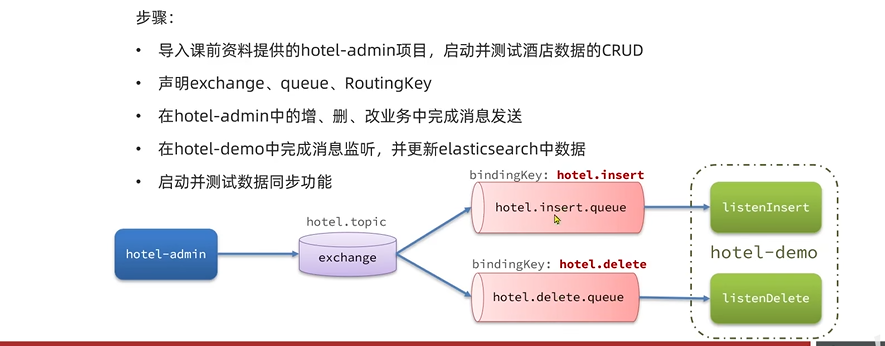 步骤：
• 导入课前资料提供的hotel-admin项目，启动并测试酒店数据的CRUD
• 声明exchange、queue、RoutingKey
• 在hotel-admin中的增、删、改业务中完成消息发送
• 在hotel-demo中完成消息监听，并更新elasticsearch中数据
• 启动并测试数据同步功能
bindingKey: hotel.insert
hotel.insert.queue
listenInsert
hotel.topic
hotel-admin
exchange
hotel-demo
bindingKey: hotel.delete
hotel.delete.queue
listenDelete